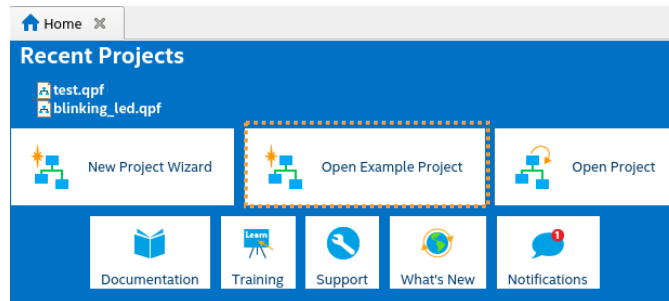 Home
Recent Projects
test.qpf
blinking_led.qpf
New Project Wizard
Open Example Project
Open Project
Learn
1
Documentation
Training
Support
What's New
Notifications